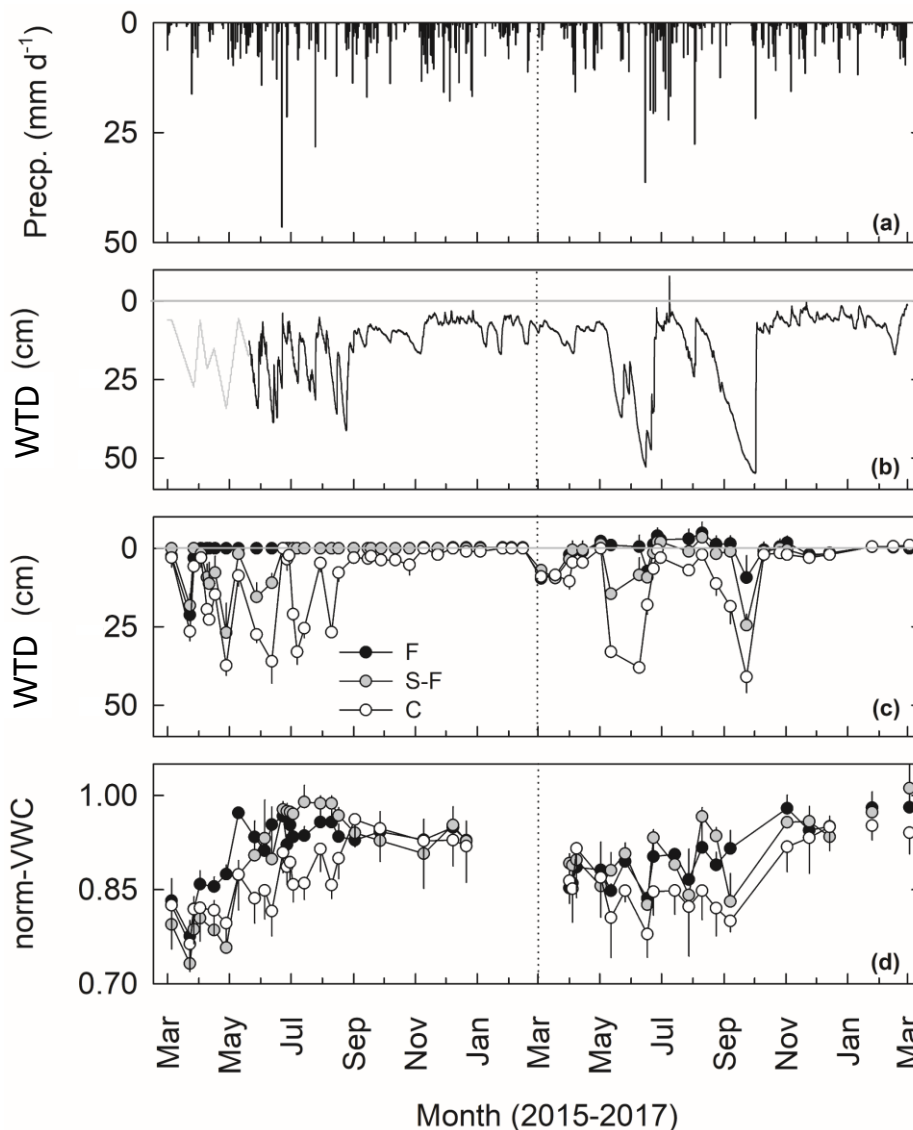 Precp. (mm d⁻¹)
0
25
50
(a)
WTD (cm)
0
25
50
(b)
WTD (cm)
0
25
50
F
S-F
C
(c)
norm-VWC
1.00
0.85
0.70
(d)
Mar May Jul Sep Nov Jan Mar May Jul Sep Nov Jan Mar
Month (2015-2017)